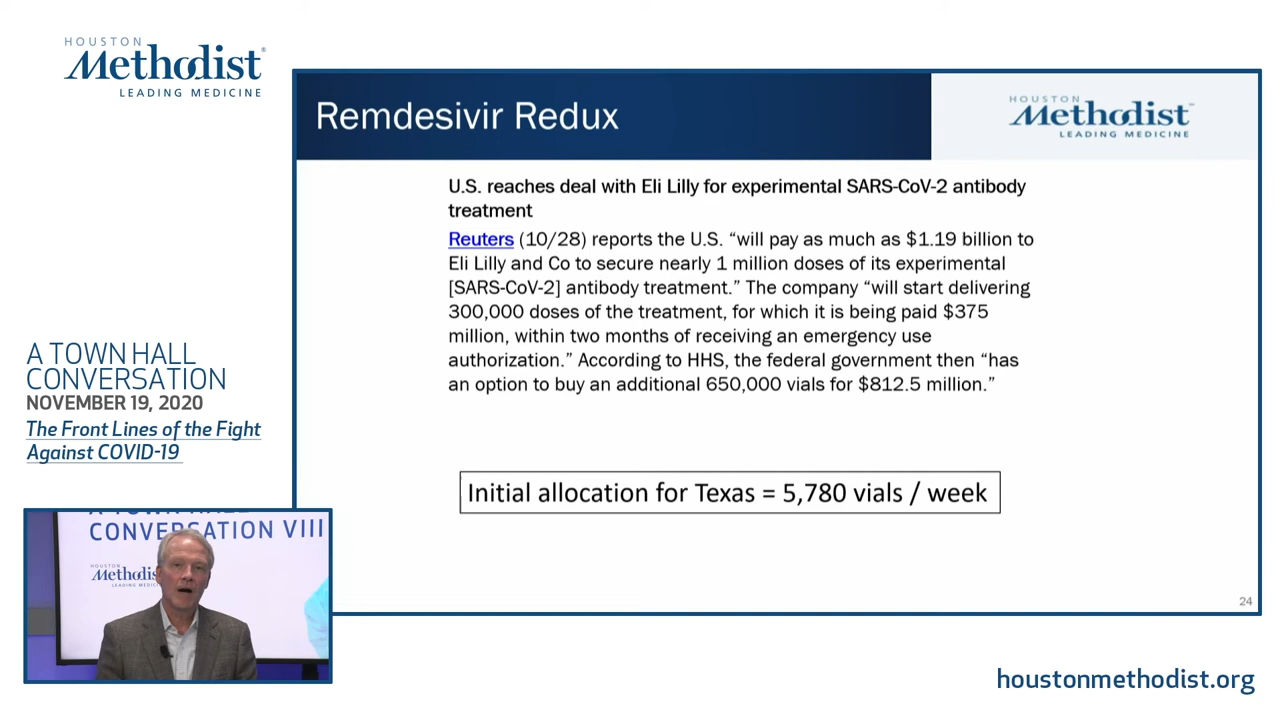 HOUSTON
Methodist
LEADING MEDICINE
Remdesivir Redux
HOUSTON
Methodist
LEADING MEDICINE
U.S. reaches deal with Eli Lilly for experimental SARS-CoV-2 antibody
treatment
Reuters (10/28) reports the U.S. “will pay as much as $1.19 billion to
Eli Lilly and Co to secure nearly 1 million doses of its experimental
[SARS-CoV-2] antibody treatment.” The company “will start delivering
300,000 doses of the treatment, for which it is being paid $375
million, within two months of receiving an emergency use
authorization.” According to HHS, the federal government then “has
an option to buy an additional 650,000 vials for $812.5 million.”
Initial allocation for Texas = 5,780 vials / week
24
A TOWN HALL
CONVERSATION
NOVEMBER 19, 2020
The Front Lines of the Fight
Against COVID-19
CONVERSATION VIII
HOUSTON
Methodist
LEADING
houstonmethodist.org